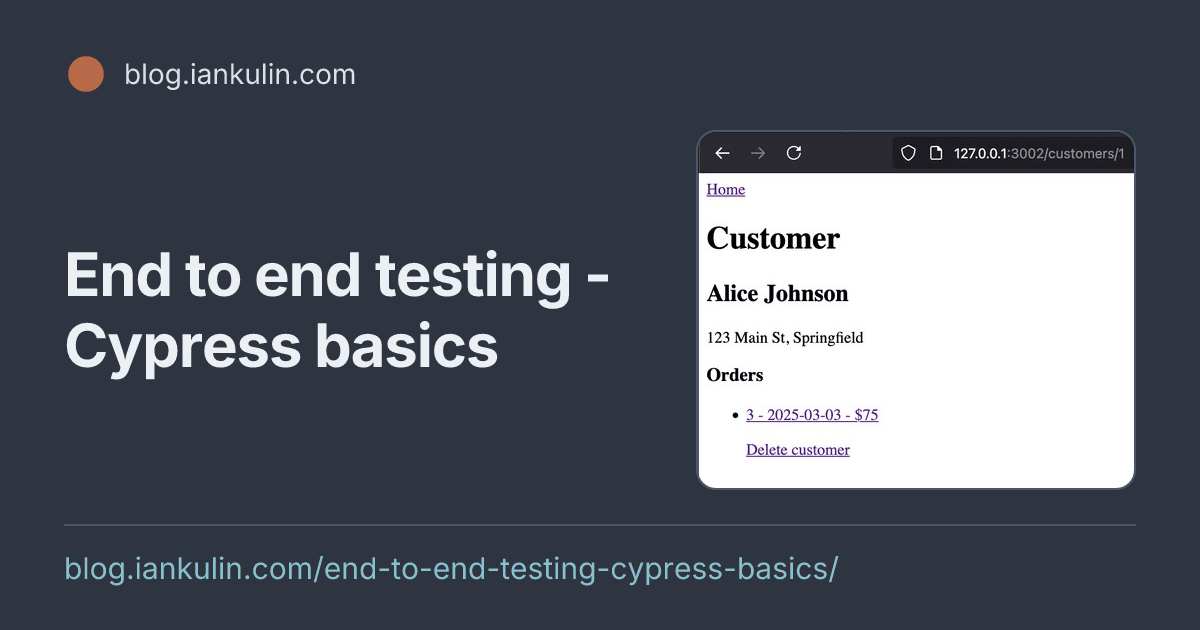 blog.iankulin.com
End to end testing -
Cypress basics
127.0.0.1:3002/customers/1
Home
Customer
Alice Johnson
123 Main St, Springfield
Orders
• 3 - 2025-03-03 - $75
Delete customer
blog.iankulin.com/end-to-end-testing-cypress-basics/